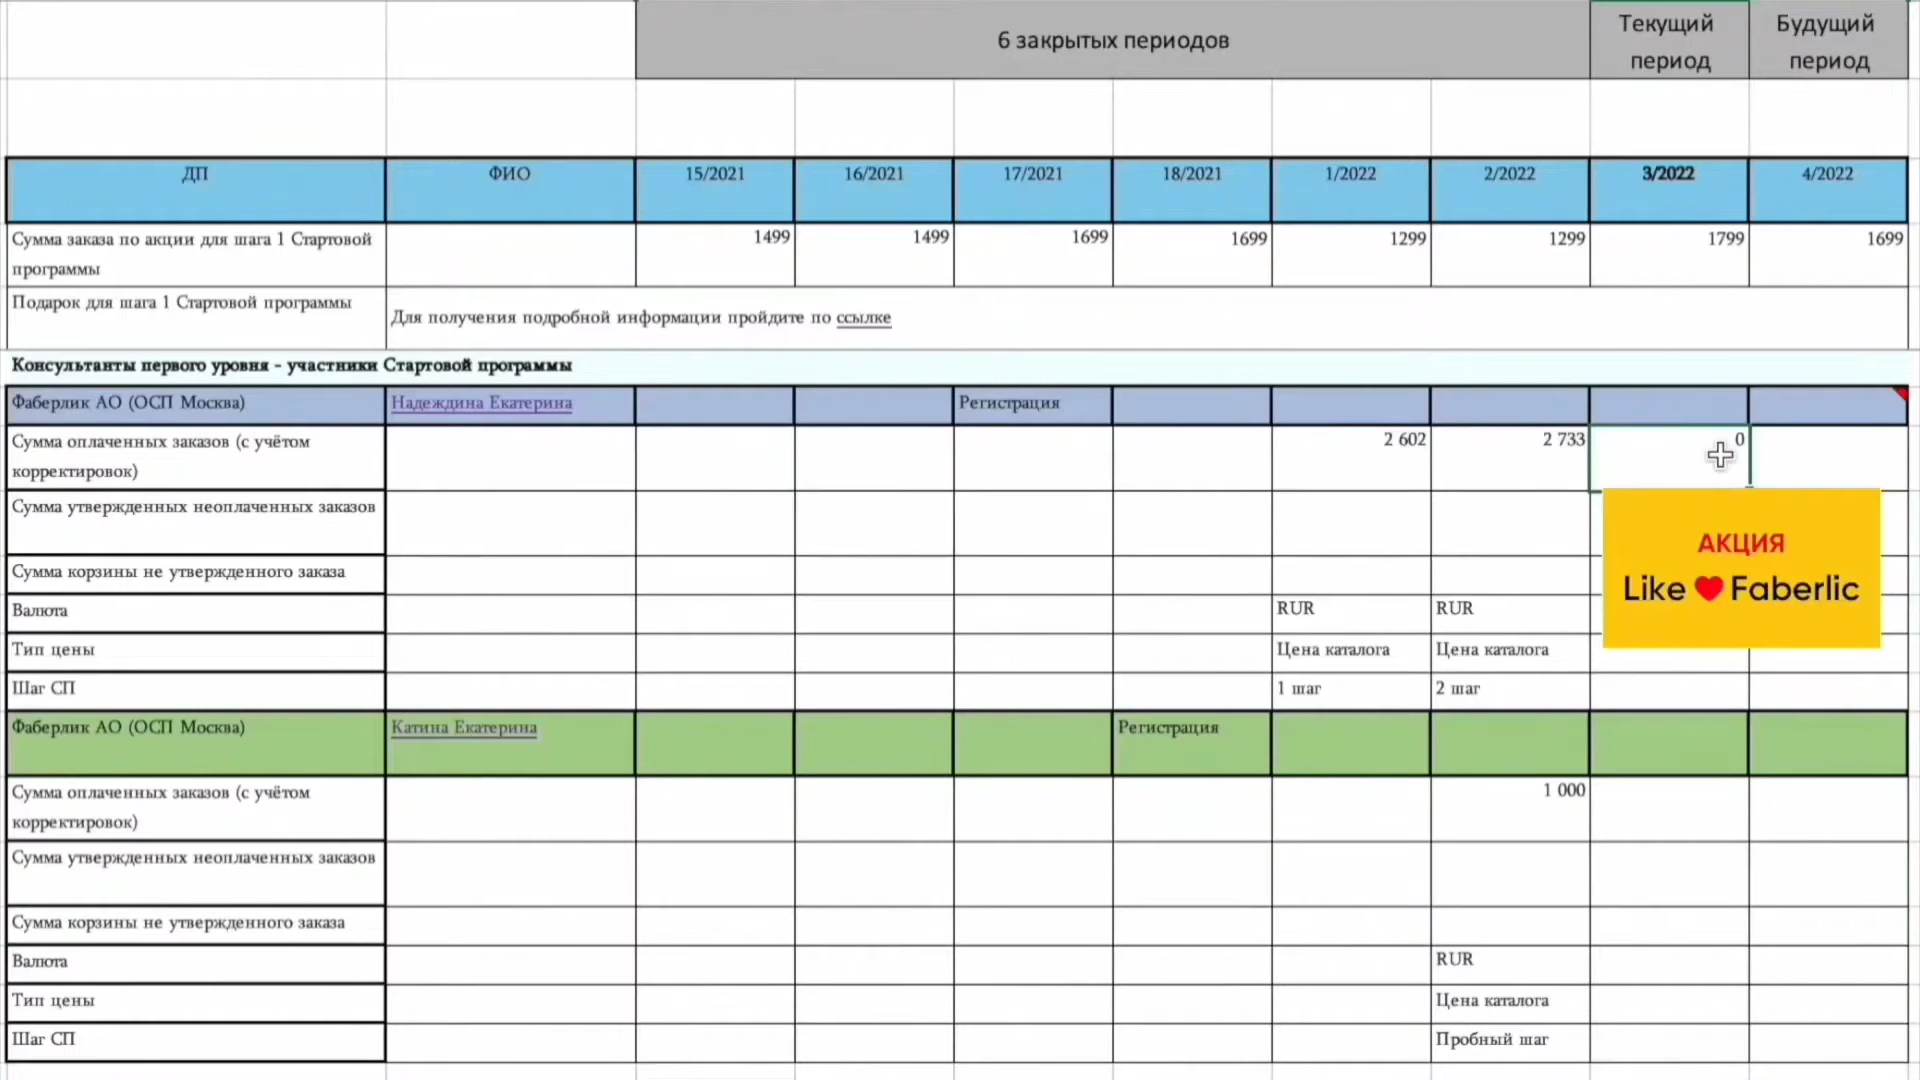 6 закрытых периодов
Текущий период
Будущий период
ДП ФИО 15/2021 16/2021 17/2021 18/2021 1/2022 2/2022 3/2022 4/2022
Сумма заказа по акции для шага 1 Стартовой 1499 1499 1699 1699 1299 1299 1799 1699
программы
Подарок для шага 1 Стартовой программы
Для получения подробной информации пройдите по ссылке
Консультанты первого уровня - участники Стартовой программы
Фаберлик АО (ОСП Москва) Надеждина Екатерина Регистрация
Сумма оплаченных заказов (с учётом 2 602 2 733 0
корректировок)
Сумма утвержденных неоплаченных заказов
АКЦИЯ
Like Faberlic
Сумма корзины не утвержденного заказа
Валюта RUR RUR
Тип цены Цена каталога Цена каталога
Шаг СП 1 шаг 2 шаг
Фаберлик АО (ОСП Москва) Катина Екатерина Регистрация
Сумма оплаченных заказов (с учётом 1 000
корректировок)
Сумма утвержденных неоплаченных заказов
Сумма корзины не утвержденного заказа
Валюта RUR
Тип цены Цена каталога
Шаг СП Пробный шаг